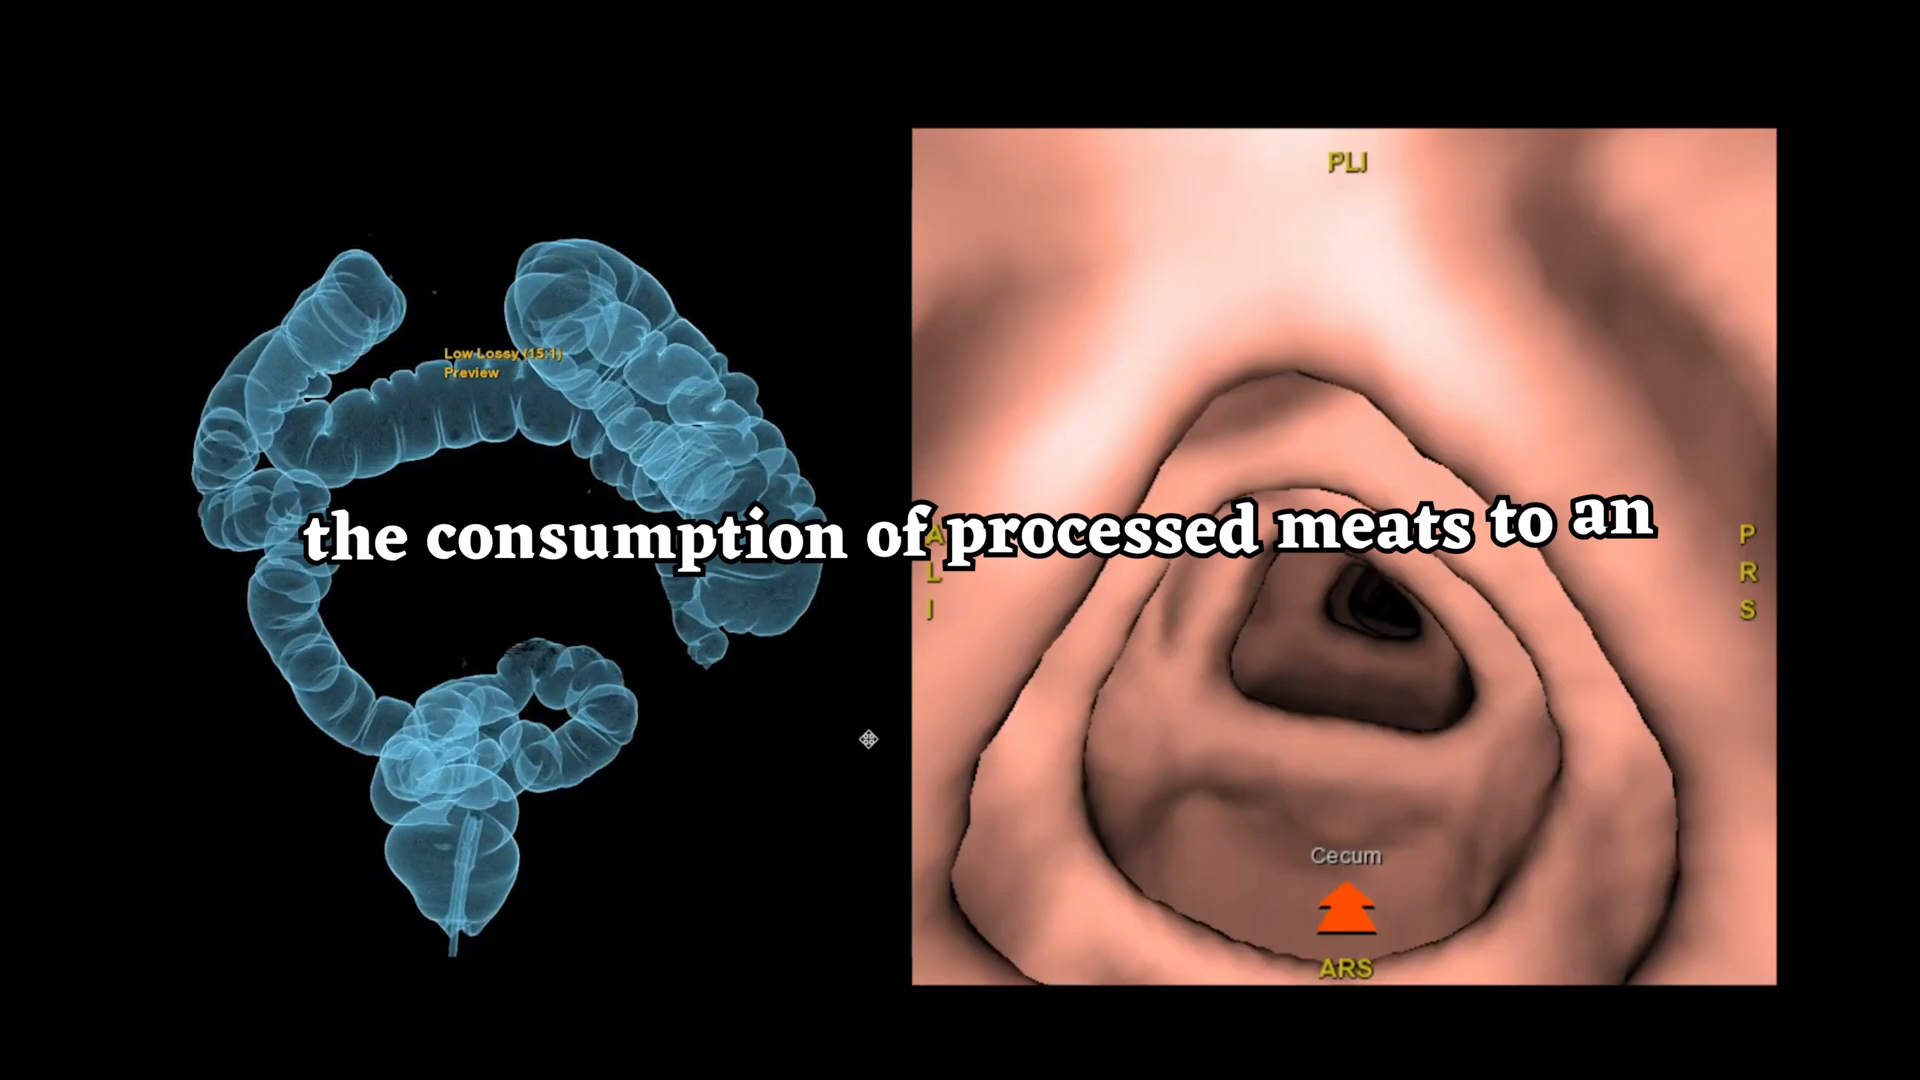 PLI
Low Lossy (15:1)
Preview
the consumption of processed meats to an
A
L
I
P
R
S
Cecum
ARS